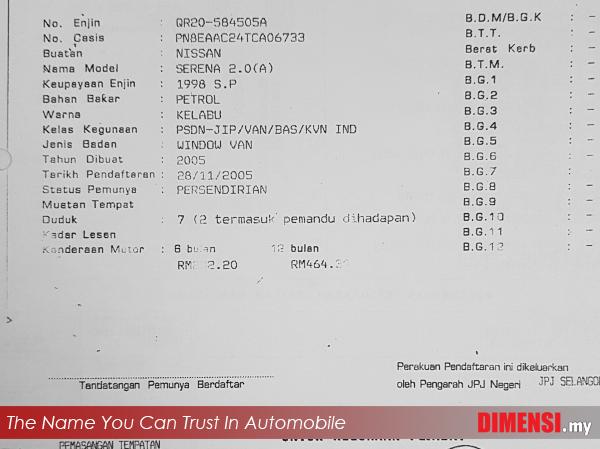 No. Enjin : QR20-584505A
No. Casis : PN8EAAC24TCA06733
Buatan : NISSAN
Nama Model : SERENA 2.0(A)
Keupayaan Enjin : 1998 S.P
Bahan Bakar : PETROL
Warna : KELABU
Kelas Kegunaan : PSDN-JIP/VAN/BAS/KVN IND
Jenis Badan : WINDOW VAN
Tahun Dibuat : 2005
Tarikh Pendaftaran : 28/11/2005
Status Pemunya : PERSENDIRIAN
Muatan Tempat
Duduk : 7 (2 termasuk pemandu dihadapan)
Kadar Lesen
Kenderaan Motor : 6 bulan 12 bulan
B.D.M/B.G.K : -
B.T.T. : -
Berat Kerb : -
B.T.M. : -
B.G.1 : -
B.G.2 : -
B.G.3 : -
B.G.4 : -
B.G.5 : -
B.G.6 : -
B.G.7 : -
B.G.8 : -
B.G.9 : -
B.G.10 : -
B.G.11 : -
B.G.12 : -
Tandatangan Pemunya Berdaftar
Perakuan Pendaftaran ini dikeluarkan
oleh Pengarah JPJ Negeri JPJ
The Name You Can Trust In Automobile
DIMENSI.my
PEMASANGAN TEMPATAN